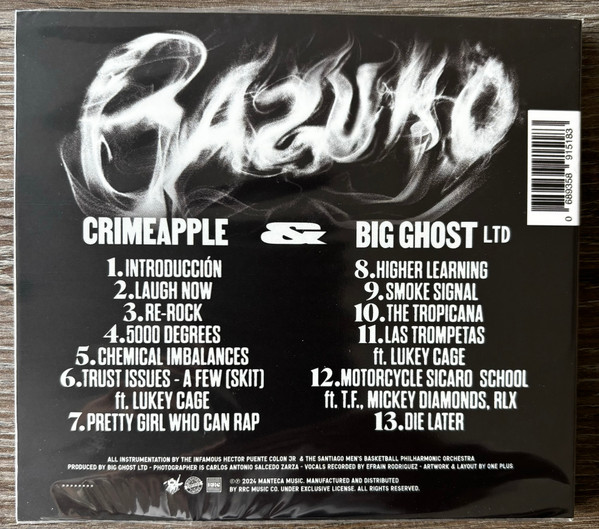 BAZUKO
CRIMEAPPLE & BIG GHOST LTD
1. INTRODUCCIÓN
2. LAUGH NOW
3. RE-ROCK
4. 5000 DEGREES
5. CHEMICAL IMBALANCES
6. TRUST ISSUES - A FEW (SKIT)
ft. LUKEY CAGE
7. PRETTY GIRL WHO CAN RAP
8. HIGHER LEARNING
9. SMOKE SIGNAL
10. THE TROPICANA
11. LAS TROMPETAS
ft. LUKEY CAGE
12. MOTORCYCLE SICARO SCHOOL
ft. T.F., MICKEY DIAMONDS, RLX
13. DIE LATER
0 689358 915183
ALL INSTRUMENTATION BY THE INFAMOUS HECTOR PUENTE COLON JR & THE SANTIAGO MEN'S BASKETBALL PHILHARMONIC ORCHESTRA
PRODUCED BY BIG GHOST LTD - PHOTOGRAPHER IS CARLOS ANTONIO SALCEDO ZARZA - VOCALS RECORDED BY EFRAIN RODRIGUEZ - ARTWORK & LAYOUT BY ONE PLUS
©℗ 2024 MANTECA MUSIC. MANUFACTURED AND DISTRIBUTED
BY RRC MUSIC CO. UNDER EXCLUSIVE LICENSE. ALL RIGHTS RESERVED.